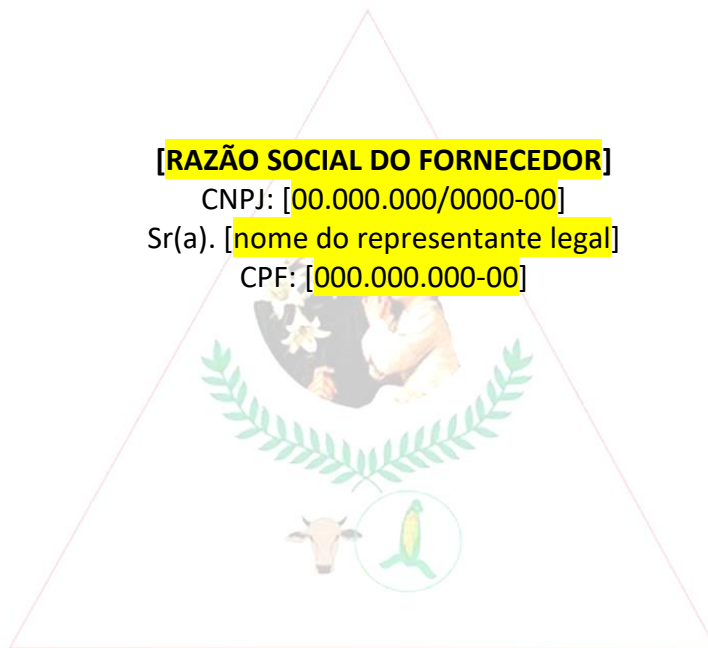 [RAZÃO SOCIAL DO FORNECEDOR]
CNPJ: [00.000.000/0000-00]
Sr(a). [nome do representante legal]
CPF: [000.000.000-00]